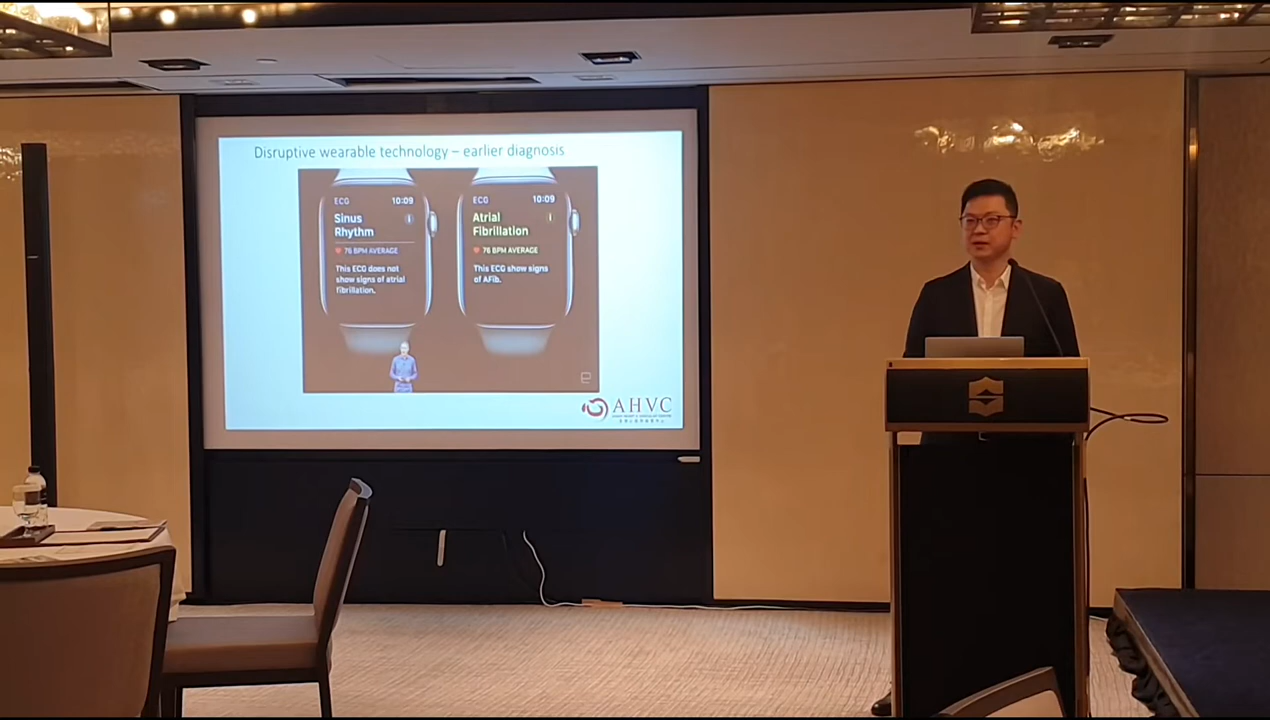 Disruptive wearable technology – earlier diagnosis
ECG 10:09
Sinus
Rhythm
76 BPM AVERAGE
This ECG does not
show signs of atrial
fibrillation.
ECG 10:09
Atrial
Fibrillation
76 BPM AVERAGE
This ECG show signs
of AFib.
AHVC